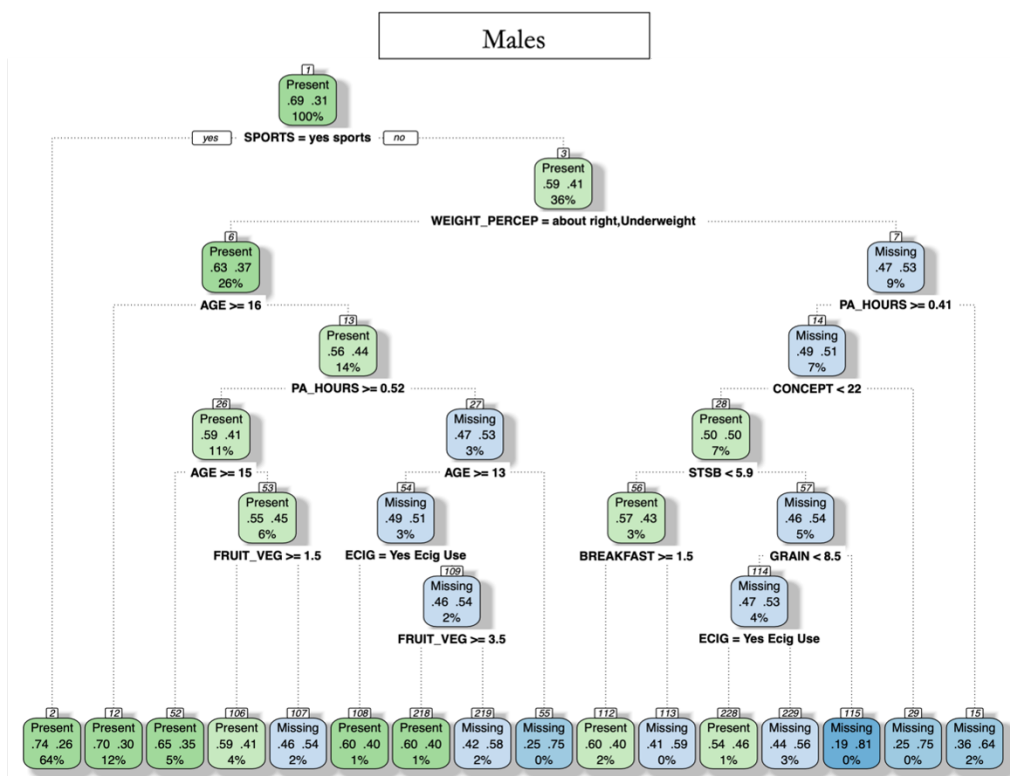 Males
1
Present
.69 .31
100%
yes
SPORTS = yes sports
no
3
Present
.59 .41
36%
WEIGHT_PERCEP = about right,Underweight
6
Present
.63 .37
26%
7
Missing
.47 .53
9%
AGE >= 16
PA_HOURS >= 0.41
13
Present
.56 .44
14%
14
Missing
.49 .51
7%
PA_HOURS >= 0.52
CONCEPT < 22
26
Present
.59 .41
11%
27
Missing
.47 .53
3%
28
Present
.50 .50
7%
AGE >= 15
AGE >= 13
STSB < 5.9
53
Present
.55 .45
6%
54
Missing
.49 .51
3%
56
Present
.57 .43
3%
57
Missing
.46 .54
5%
FRUIT_VEG >= 1.5
ECIG = Yes Ecig Use
BREAKFAST >= 1.5
GRAIN < 8.5
109
Missing
.46 .54
2%
114
Missing
.47 .53
4%
FRUIT_VEG >= 3.5
ECIG = Yes Ecig Use
2
Present
.74 .26
64%
12
Present
.70 .30
12%
52
Present
.65 .35
5%
106
Present
.59 .41
4%
107
Missing
.46 .54
2%
108
Present
.60 .40
1%
218
Present
.60 .40
1%
219
Missing
.42 .58
2%
55
Missing
.25 .75
0%
112
Present
.60 .40
2%
113
Missing
.41 .59
0%
228
Present
.54 .46
1%
229
Missing
.44 .56
3%
115
Missing
.19 .81
0%
29
Missing
.25 .75
0%
15
Missing
.36 .64
2%